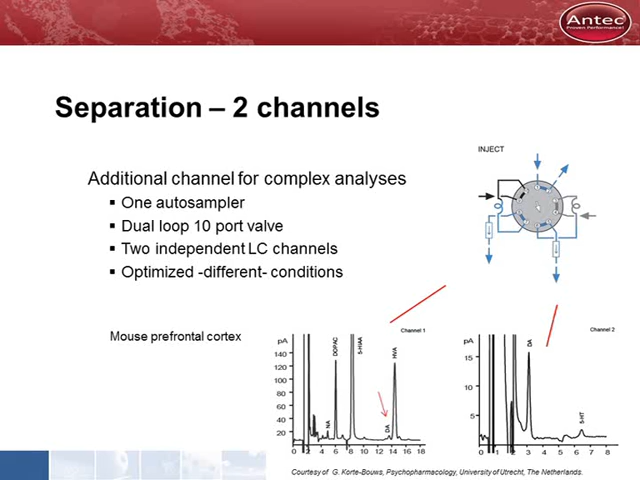 Antec
Proven Performance!
Separation – 2 channels
INJECT
Additional channel for complex analyses
▪ One autosampler
▪ Dual loop 10 port valve
▪ Two independent LC channels
▪ Optimized -different- conditions
Mouse prefrontal cortex
Channel 1
pA
140
120
100
80
60
40
20
NA
DOPAC
5-HIAA
DA
HVA
0 2 4 6 8 10 12 14 16 18
Channel 2
pA
15
10
5
DA
5-HT
0 1 2 3 4 5 6 7 8
Courtesy of G. Korte-Bouws, Psychopharmacology, University of Utrecht, The Netherlands.